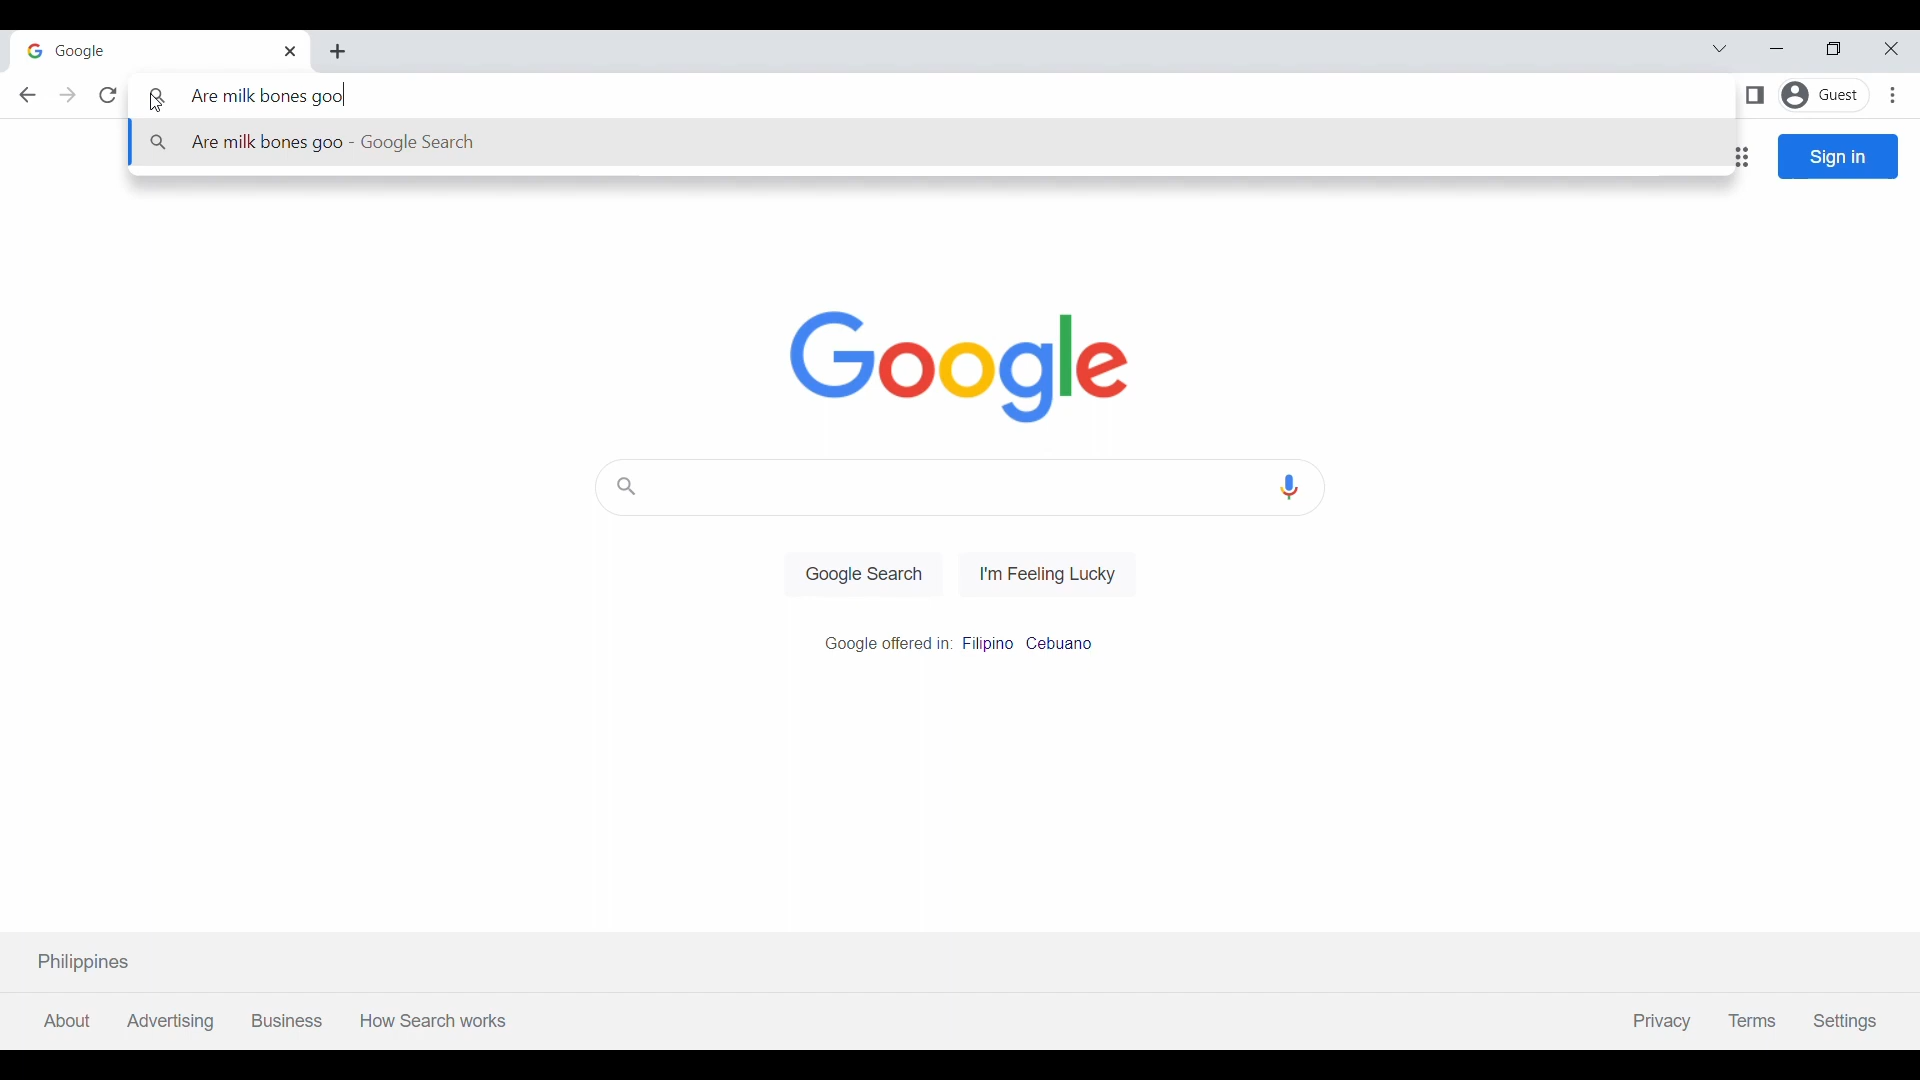 Google
Are milk bones goo
Guest
Are milk bones goo - Google Search
Sign in
Google
Google Search
I'm Feeling Lucky
Google offered in: Filipino Cebuano
Philippines
About Advertising Business How Search works
Privacy Terms Settings